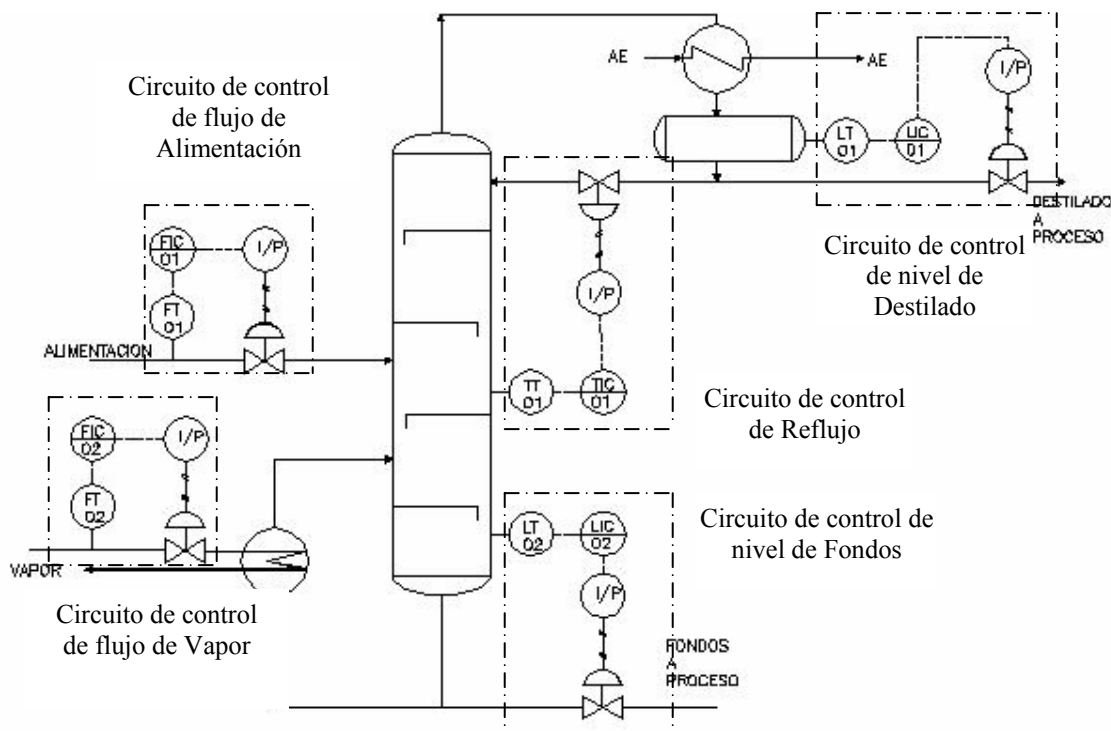 Circuito de control
de flujo de
Alimentación
AE
AE
I/P
LT
01
LIC
01
DESTILADO
A
PROCESO
Circuito de control
de nivel de
Destilado
FIC
01
I/P
FT
01
ALIMENTACION
I/P
TT
01
TIC
01
Circuito de control
de Reflujo
FIC
02
I/P
FT
02
VAPOR
Circuito de control
de flujo de Vapor
LT
02
LIC
02
I/P
Circuito de control de
nivel de Fondos
FONDOS
A
PROCESO